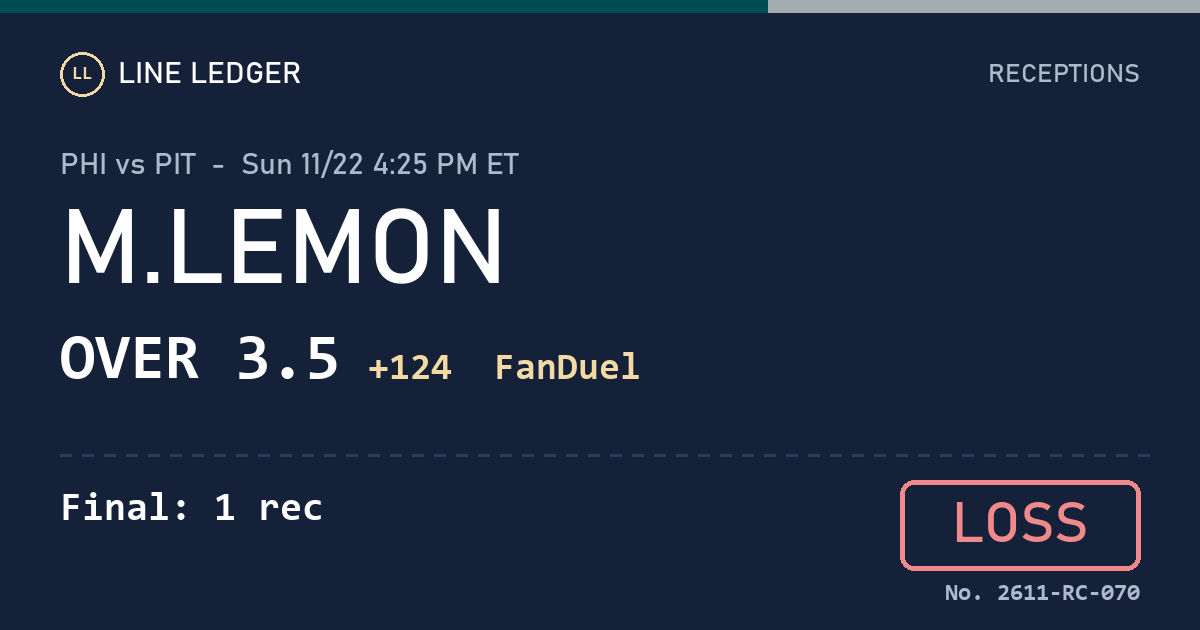 LL LINE LEDGER
RECEPTIONS
PHI vs PIT - Sun 11/22 4:25 PM ET
M.LEMON
OVER 3.5 +124 FanDuel
Final: 1 rec
LOSS
No. 2611-RC-070